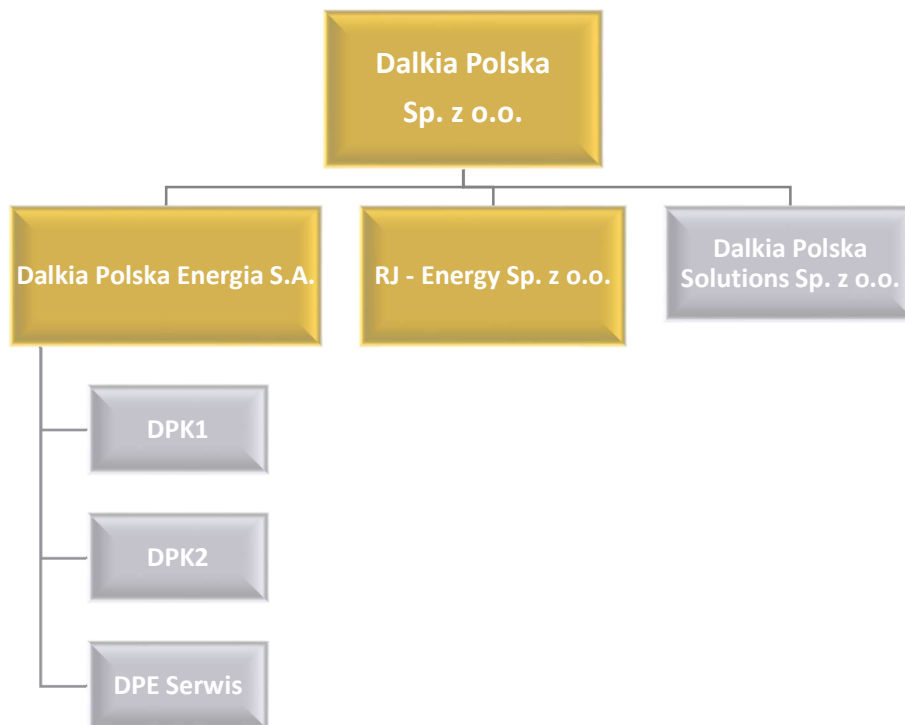 Dalkia Polska
Sp. z o.o.
Dalkia Polska Energia S.A.
RJ - Energy Sp. z o.o.
Dalkia Polska
Solutions Sp. z o.o.
DPK1
DPK2
DPE Serwis